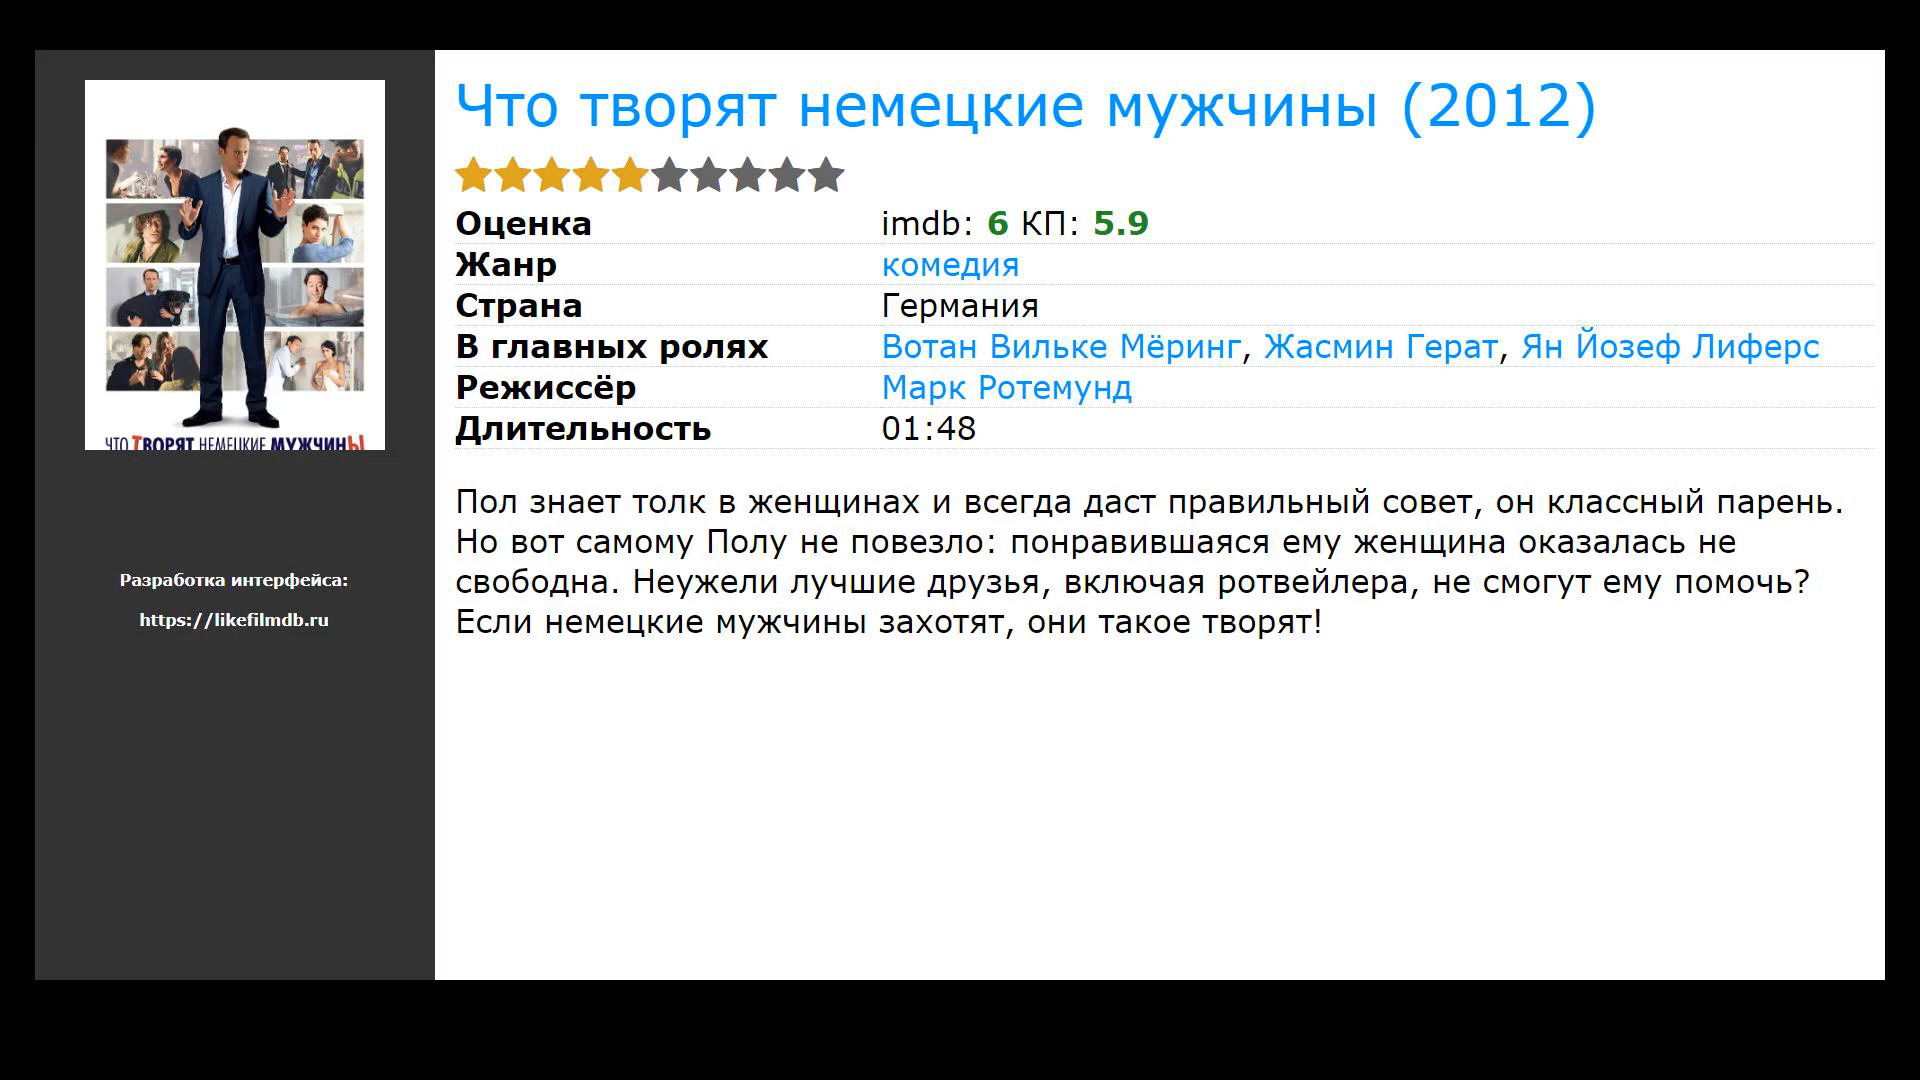 Что творят немецкие мужчины (2012)
Оценка imdb: 6 КП: 5.9
Жанр комедия
Страна Германия
В главных ролях Вотан Вильке Мёринг, Жасмин Герат, Ян Йозеф Лиферс
Режиссёр Марк Ротемунд
Длительность 01:48
Пол знает толк в женщинах и всегда даст правильный совет, он классный парень.
Но вот самому Полу не повезло: понравившаяся ему женщина оказалась не
свободна. Неужели лучшие друзья, включая ротвейлера, не смогут ему помочь?
Если немецкие мужчины захотят, они такое творят!
ЧТО ТВОРЯТ НЕМЕЦКИЕ МУЖЧИНЫ
Разработка интерфейса:
https://likefilmdb.ru